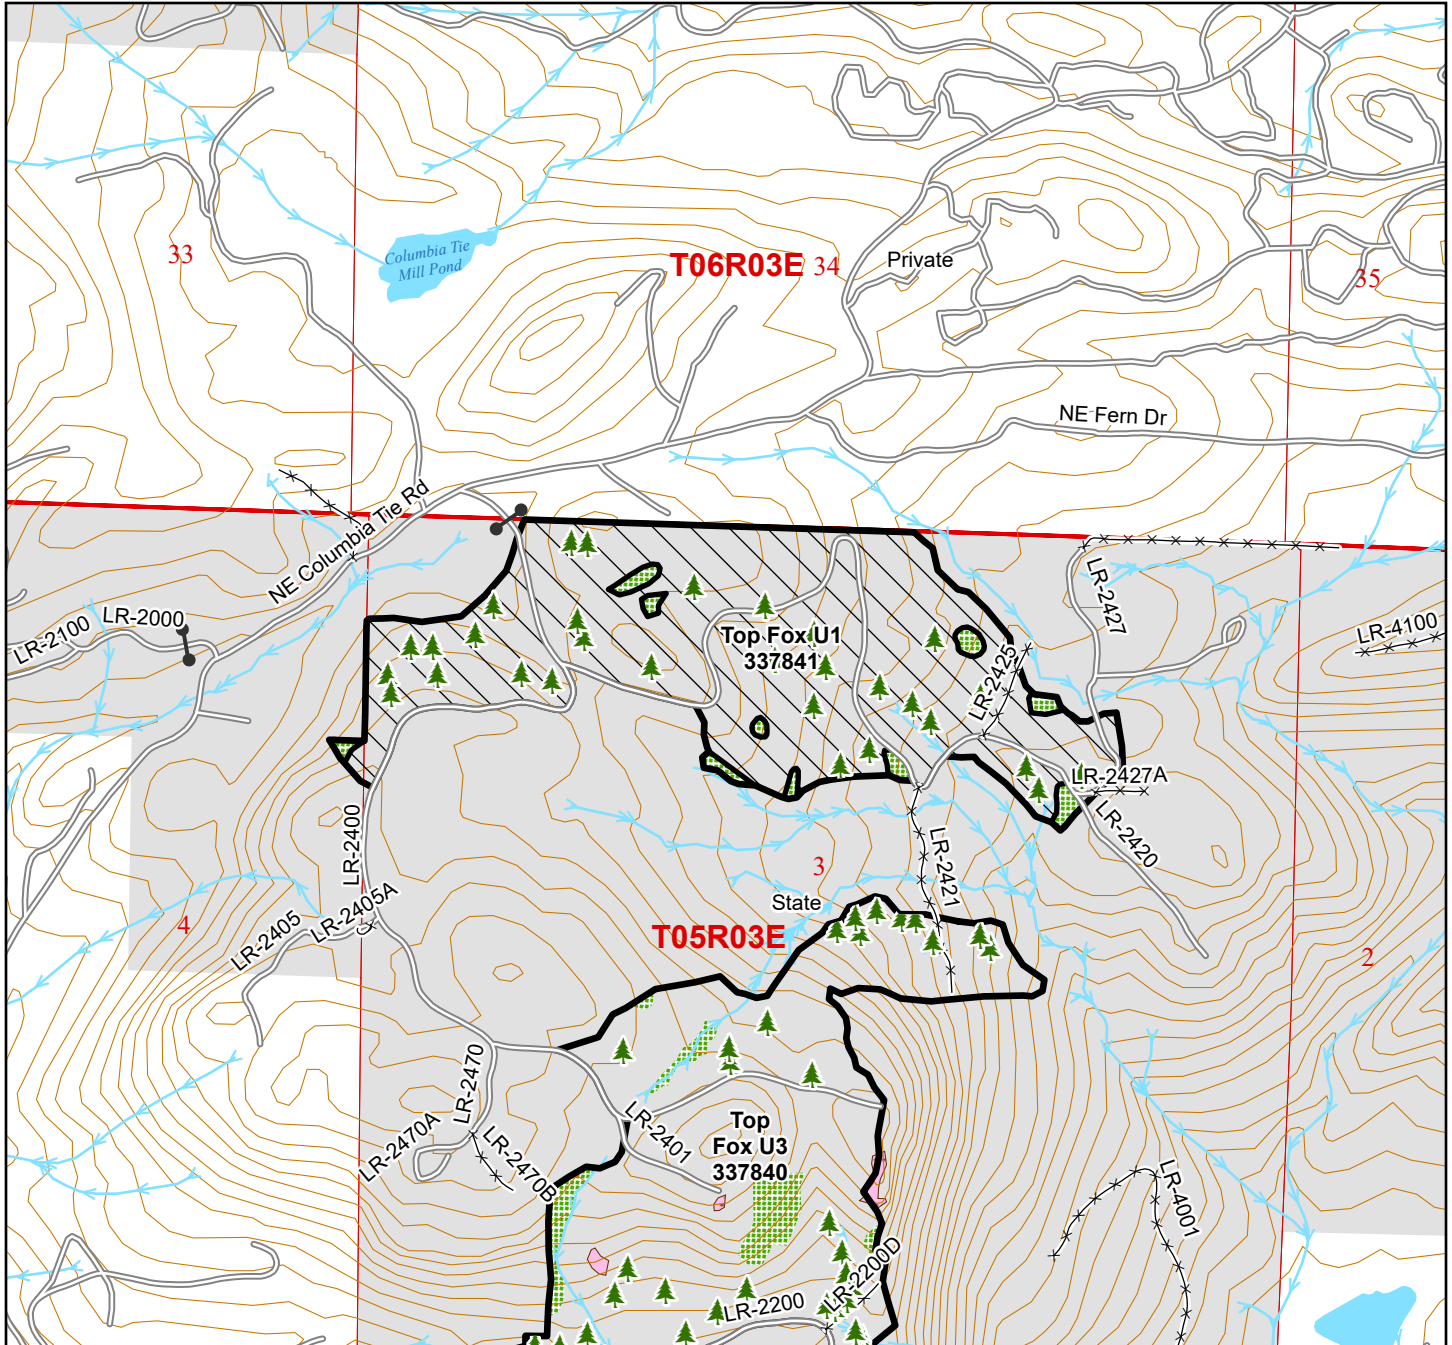 Columbia Tie
Mill Pond
33
T06R03E 34
Private
35
NE Fern Dr
NE Columbia Tie Rd
LR-2100
LR-2000
LR-2427
LR-4100
Top Fox U1
337841
LR-2425
LR-2427A
LR-2420
LR-2400
LR-2421
3
State
T05R03E
4
LR-2405
LR-2405A
2
LR-2470
LR-2470A
LR-2470B
LR-2401
Top
Fox U3
337840
LR-4001
LR-2200D
LR-2200